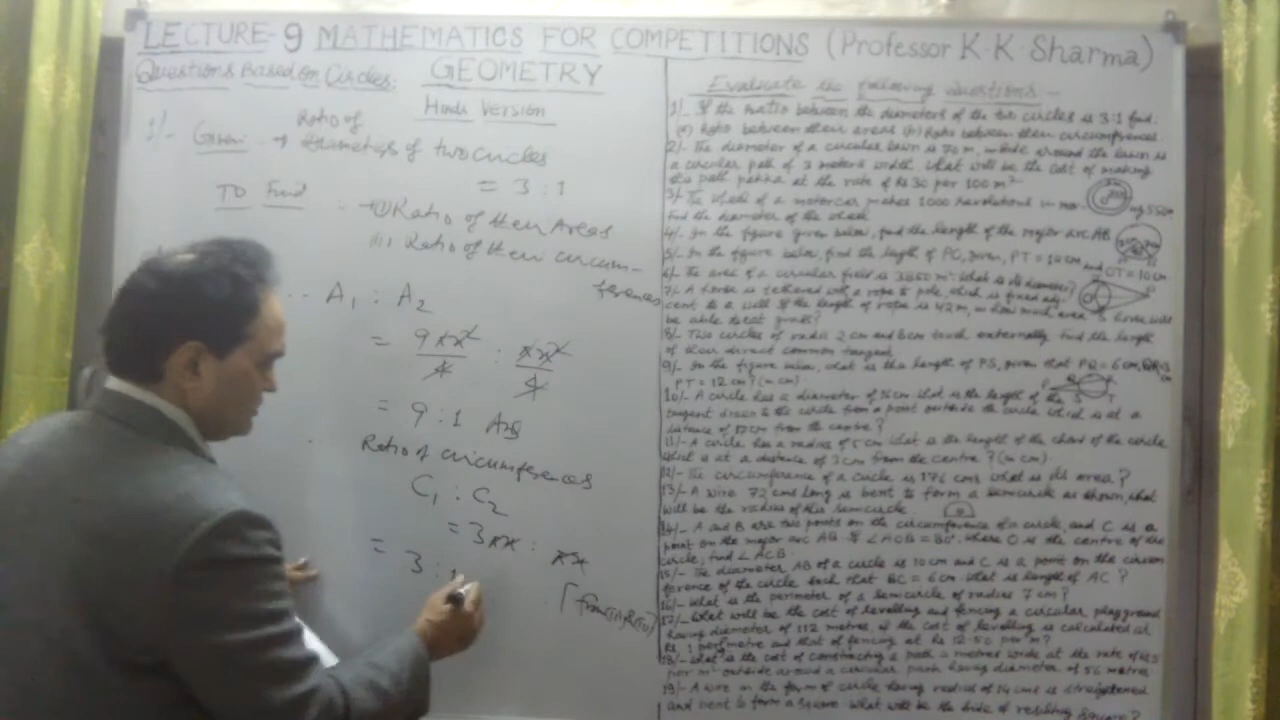 LECTURE-9 MATHEMATICS FOR COMPETITIONS (Professor K.K. Sharma)
Questions Based on Circles: GEOMETRY
Hindi Version
1/- Given → Ratio of diameters of two circles
= 3:1
To Find (i) Ratio of their Areas
(ii) Ratio of their circum-
ferences
A1 : A2
= 9πx²/4 : πx²/4
= 9:1 Ans
Ratio of circumferences
C1 : C2
= 3πx : πx
= 3:1
[from (i) & (ii)]
Evaluate the following Questions:-
1/- If the ratio between the diameters of the two circles is 3:1 find:
(a) Ratio between their areas (b) Ratio between their circumferences.
2/- The diameter of a circular lawn is 70 m, outside around the lawn is
a circular path of 3 meters width. What will be the cost of making
this path pakka at the rate of Rs 30 per 100 m²
3/- The wheel of a motorcar makes 1000 revolutions in moving 550m
Find the diameter of the wheel
4/- In the figure given below, find the length of the major arc AB
5/- In the figure below, find the length of PO, given, PT = 10 cm and OT = 10 cm
6/- The area of a circular field is 3850 m². What is its diameter?
7/- A horse is tethered with a rope to pole, which is fixed adja-
cent to a wall if the length of rope is 42 m, in how much area a horse will
be able to eat grass?
8/- Two circles of radii 2 cm and 8 cm touch externally find the length
of their direct common tangent
9/- In the figure below, what is the length of PS, given that PQ = 6 cm,
PT = 12 cm? (in cm)
10/- A circle has a diameter of 16 cm what is the length of the
tangent drawn to the circle from a point outside the circle which is at a
distance of 17 cm from the centre?
11/- A circle has a radius of 5 cm what is the length of the chord of the circle
what is at a distance of 3 cm from the centre? (in cm)
12/- The circumference of a circle is 176 cms what is its area?
13/- A wire 72 cms long is bent to form a semicircle as shown, what
will be the radius of this semicircle.
14/- A and B are two points on the circumference of a circle, and C is a
point on the major arc AB if ∠AOB = 80°, where O is the centre of the
circle, find ∠ACB
15/- The diameter AB of a circle is 10 cm and C is a point on the circum
ference of the circle such that BC = 6 cm. What is length of AC?
16/- What is the perimeter of a semicircle of radius 7 cm?
17/- What will be the cost of levelling and fencing a circular playground
having diameter of 112 metres, if the cost of levelling is calculated at
Rs. 1 per metre and that of fencing at Rs 12.50 per m?
18/- What is the cost of constructing a path metres wide at the rate of Rs
per m² outside around a circular park having diameter of 56 metres
19/- A wire in the form of circle having radius of 14 cms is straightened
and bent to form a square. What will be the side of resulting square?